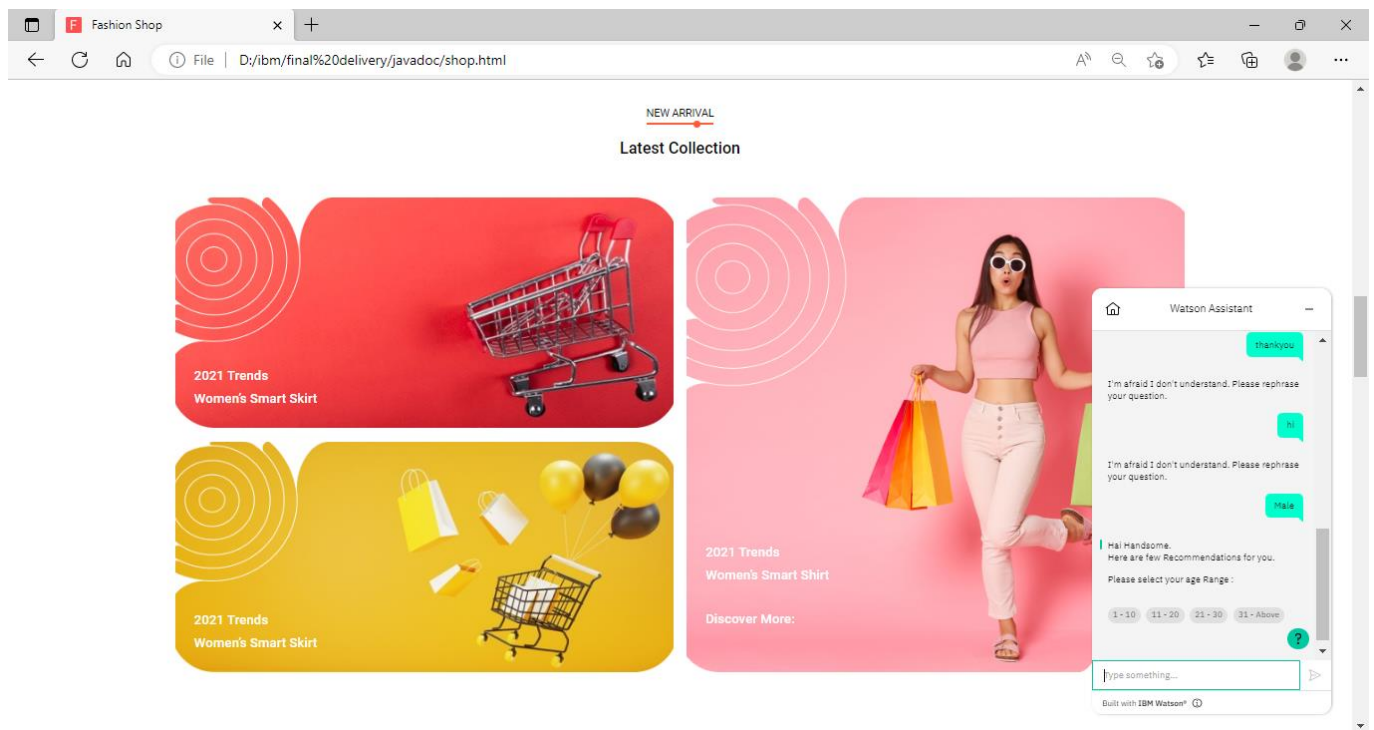 F Fashion Shop
File | D:/ibm/final%20delivery/javadoc/shop.html
NEW ARRIVAL
Latest Collection
2021 Trends
Women's Smart Skirt
2021 Trends
Women's Smart Skirt
2021 Trends
Women's Smart Shirt
Discover More:
Watson Assistant
thankyou
I'm afraid I don't understand. Please rephrase
your question.
hi
I'm afraid I don't understand. Please rephrase
your question.
Male
Hai Handsome.
Here are few Recommendations for you.
Please select your age Range :
1 - 10 11 - 20 21 - 30 31 - Above
?
Type something...
Built with IBM Watson®